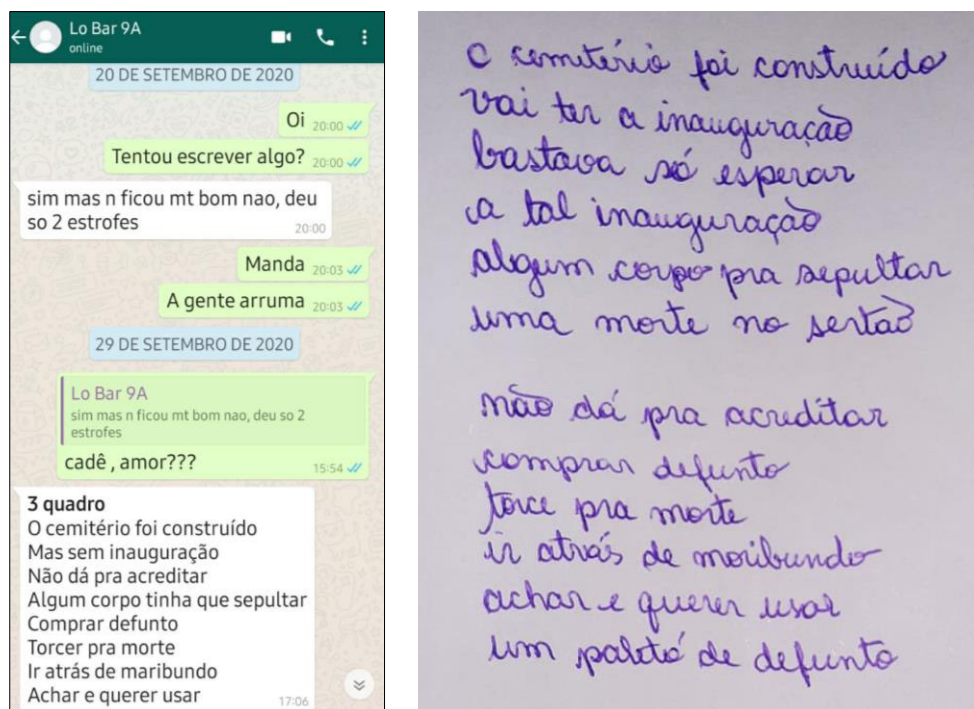 Lo Bar 9A
online
20 DE SETEMBRO DE 2020
Oi 20:00
Tentou escrever algo? 20:00
sim mas n ficou mt bom nao, deu
so 2 estrofes 20:00
Manda 20:03
A gente arruma 20:03
29 DE SETEMBRO DE 2020
Lo Bar 9A
sim mas n ficou mt bom nao, deu so 2
estrofes
cadê , amor??? 15:54
3 quadro
O cemitério foi construído
Mas sem inauguração
Não dá pra acreditar
Algum corpo tinha que sepultar
Comprar defunto
Torcer pra morte
Ir atrás de maribundo
Achar e querer usar 17:06
O cemitério foi construído
vai ter a inauguração
bastava só esperar
a tal inauguração
algum corpo pra sepultar
uma morte no sertão
não dá pra acreditar
comprar defunto
torce pra morte
ir atrás de moribundo
achar e querer usar
um paletó de defunto